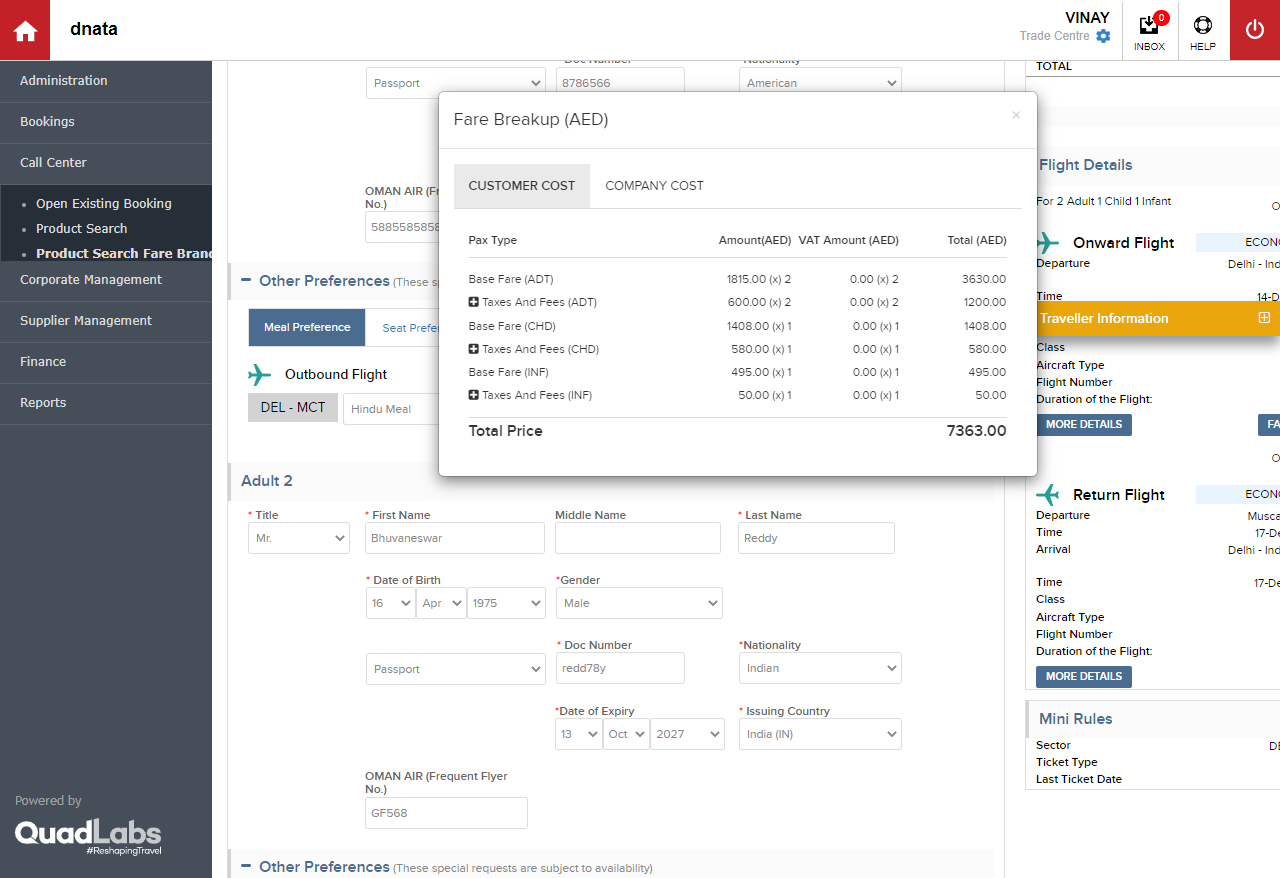 dnata
VINAY
Trade Centre
0
INBOX
HELP
Administration
Bookings
Call Center
Open Existing Booking
Product Search
Product Search Fare Brand
Corporate Management
Supplier Management
Finance
Reports
Powered by
QuadLabs
#ReshapingTravel
Doc Number
Nationality
Passport
8786566
American
OMAN AIR (Fr
No.)
5885585858
Other Preferences (These sp
Meal Preference
Seat Prefer
Outbound Flight
DEL - MCT
Hindu Meal
Fare Breakup (AED)
×
CUSTOMER COST
COMPANY COST
Pax Type Amount(AED) VAT Amount (AED) Total (AED)
Base Fare (ADT) 1815.00 (x) 2 0.00 (x) 2 3630.00
Taxes And Fees (ADT) 600.00 (x) 2 0.00 (x) 2 1200.00
Base Fare (CHD) 1408.00 (x) 1 0.00 (x) 1 1408.00
Taxes And Fees (CHD) 580.00 (x) 1 0.00 (x) 1 580.00
Base Fare (INF) 495.00 (x) 1 0.00 (x) 1 495.00
Taxes And Fees (INF) 50.00 (x) 1 0.00 (x) 1 50.00
Total Price 7363.00
Adult 2
* Title * First Name Middle Name * Last Name
Mr. Bhuvaneswar Reddy
* Date of Birth *Gender
16 Apr 1975 Male
* Doc Number *Nationality
Passport redd78y Indian
*Date of Expiry * Issuing Country
13 Oct 2027 India (IN)
OMAN AIR (Frequent Flyer
No.)
GF568
Other Preferences (These special requests are subject to availability)
TOTAL
Flight Details
For 2 Adult 1 Child 1 Infant
O
Onward Flight ECONO
Departure Delhi - Ind
Time 14-D
Traveller Information
Class
Aircraft Type
Flight Number
Duration of the Flight:
MORE DETAILS FA
O
Return Flight ECONO
Departure Musca
Time 17-De
Arrival Delhi - Ind
Time 17-De
Class
Aircraft Type
Flight Number
Duration of the Flight:
MORE DETAILS
Mini Rules
Sector DE
Ticket Type
Last Ticket Date